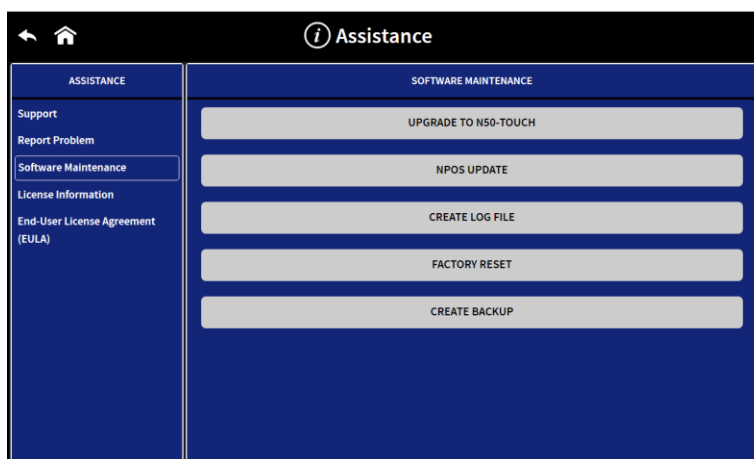 Assistance
ASSISTANCE
Support
Report Problem
Software Maintenance
License Information
End-User License Agreement
(EULA)
SOFTWARE MAINTENANCE
UPGRADE TO N50-TOUCH
NPOS UPDATE
CREATE LOG FILE
FACTORY RESET
CREATE BACKUP